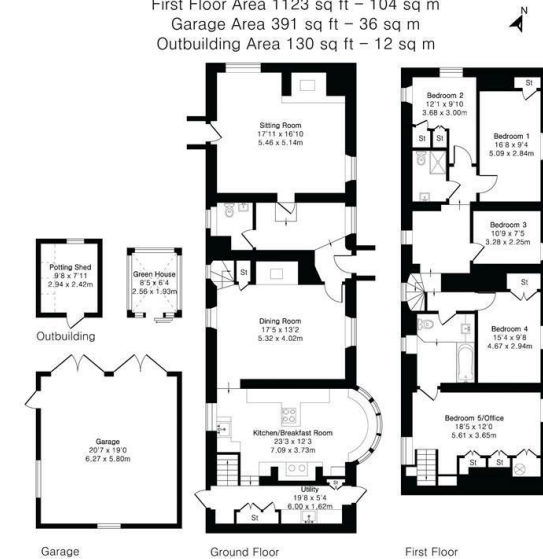 First Floor Area 1123 sq ft – 104 sq m
Garage Area 391 sq ft – 36 sq m
Outbuilding Area 130 sq ft – 12 sq m
N
Sitting Room
17'11 x 16'10
5.46 x 5.14m
Bedroom 2
12'1 x 9'10
3.68 x 3.00m
St
St
St
Bedroom 1
16'8 x 9'4
5.09 x 2.84m
Bedroom 3
10'9 x 7'5
3.28 x 2.25m
Potting Shed
9'8 x 7'11
2.94 x 2.42m
Green House
8'5 x 6'4
2.56 x 1.93m
Outbuilding
St
Dining Room
17'5 x 13'2
5.32 x 4.02m
St
Bedroom 4
15'4 x 9'8
4.67 x 2.94m
Garage
20'7 x 19'0
6.27 x 5.80m
Kitchen/Breakfast Room
23'3 x 12'3
7.09 x 3.73m
Bedroom 5/Office
18'5 x 12'0
5.61 x 3.65m
St
St
St
Utility
19'8 x 5'4
6.00 x 1.62m
St
Garage
Ground Floor
First Floor